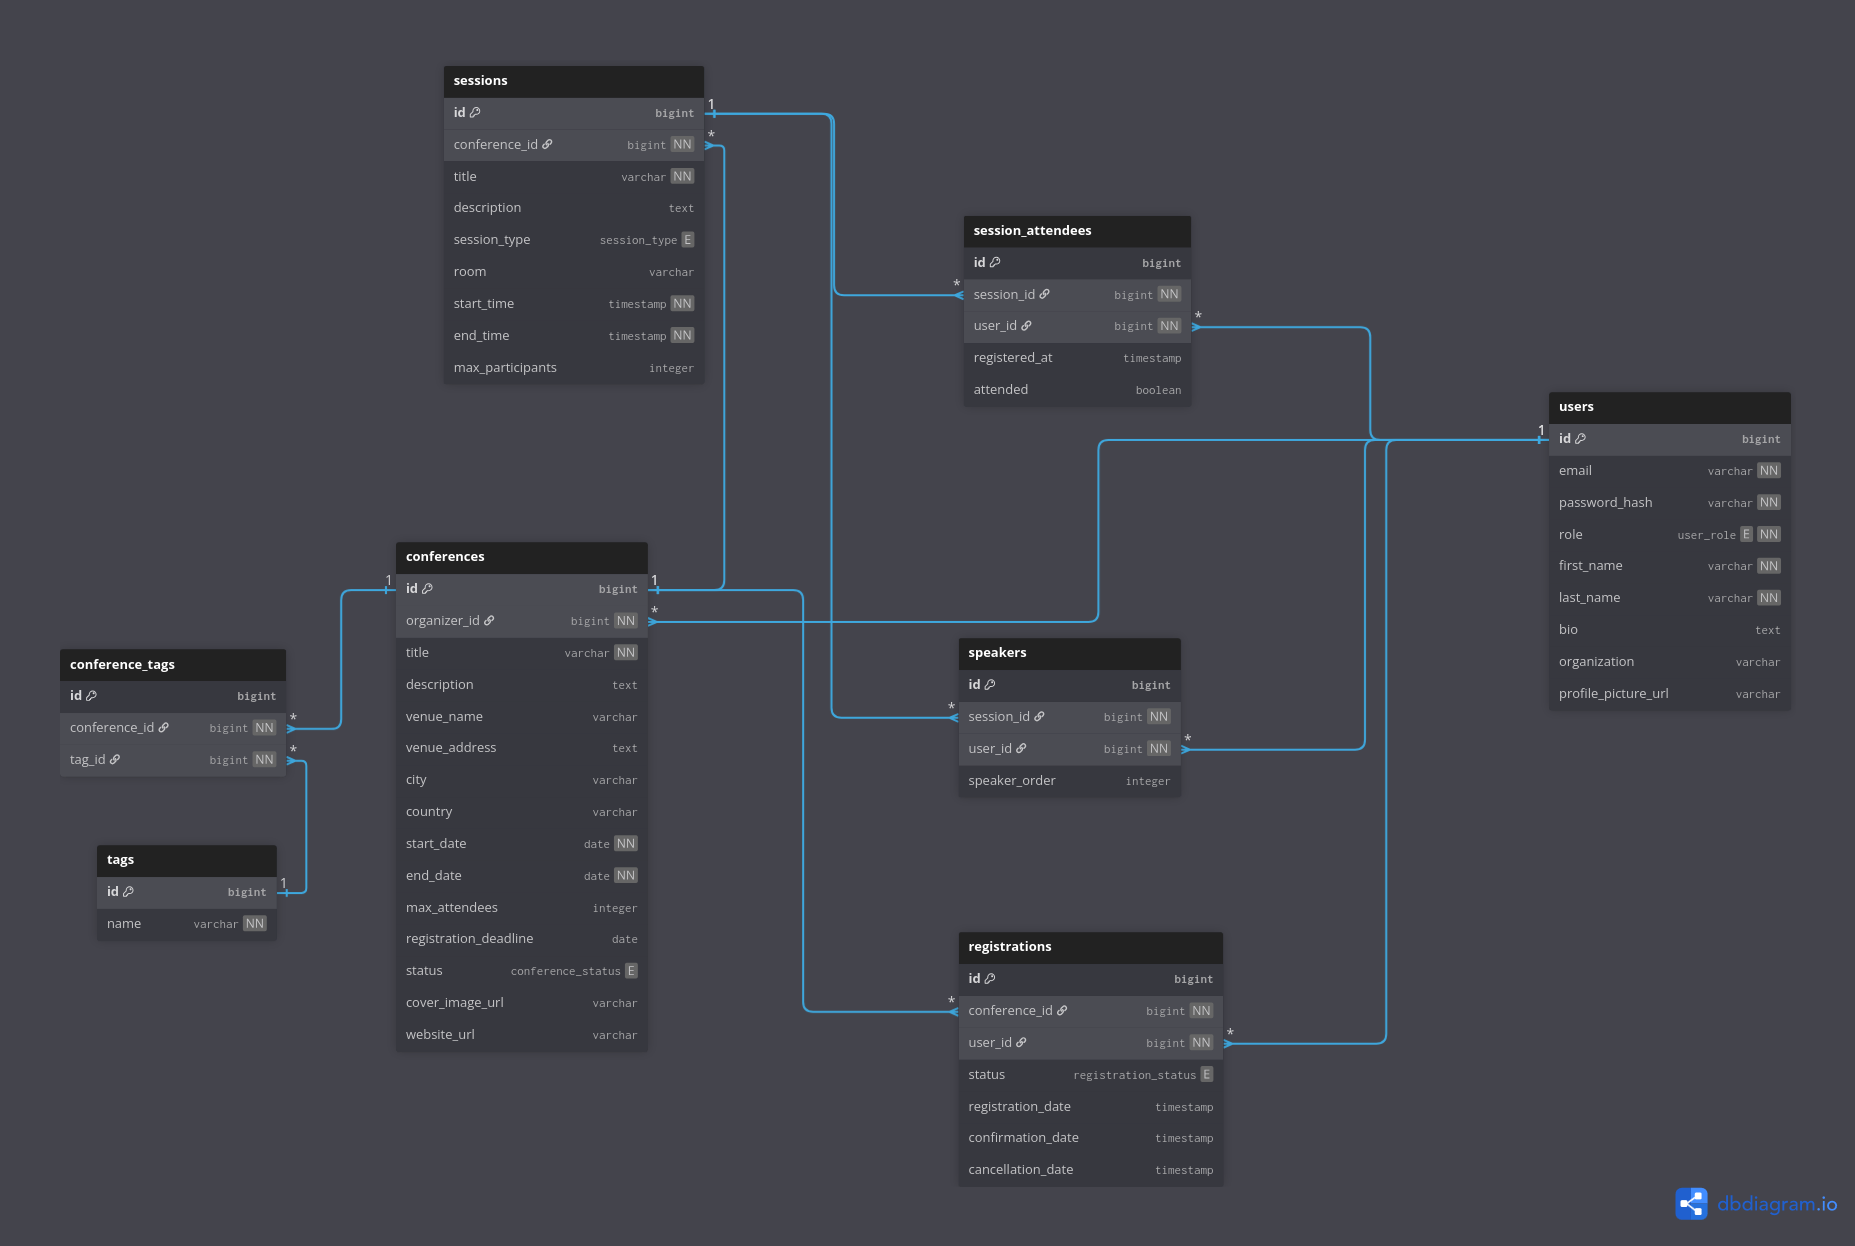 sessions
id bigint
conference_id bigint NN
title varchar NN
description text
session_type session_type E
room varchar
start_time timestamp NN
end_time timestamp NN
max_participants integer
1
*
session_attendees
id bigint
session_id bigint NN
user_id bigint NN
registered_at timestamp
attended boolean
*
*
users
id bigint
email varchar NN
password_hash varchar NN
role user_role E NN
first_name varchar NN
last_name varchar NN
bio text
organization varchar
profile_picture_url varchar
1
conferences
id bigint
organizer_id bigint NN
title varchar NN
description text
venue_name varchar
venue_address text
city varchar
country varchar
start_date date NN
end_date date NN
max_attendees integer
registration_deadline date
status conference_status E
cover_image_url varchar
website_url varchar
1
1
*
conference_tags
id bigint
conference_id bigint NN
tag_id bigint NN
*
*
tags
id bigint
name varchar NN
1
speakers
id bigint
session_id bigint NN
user_id bigint NN
speaker_order integer
*
*
registrations
id bigint
conference_id bigint NN
user_id bigint NN
status registration_status E
registration_date timestamp
confirmation_date timestamp
cancellation_date timestamp
*
*
dbdiagram.io